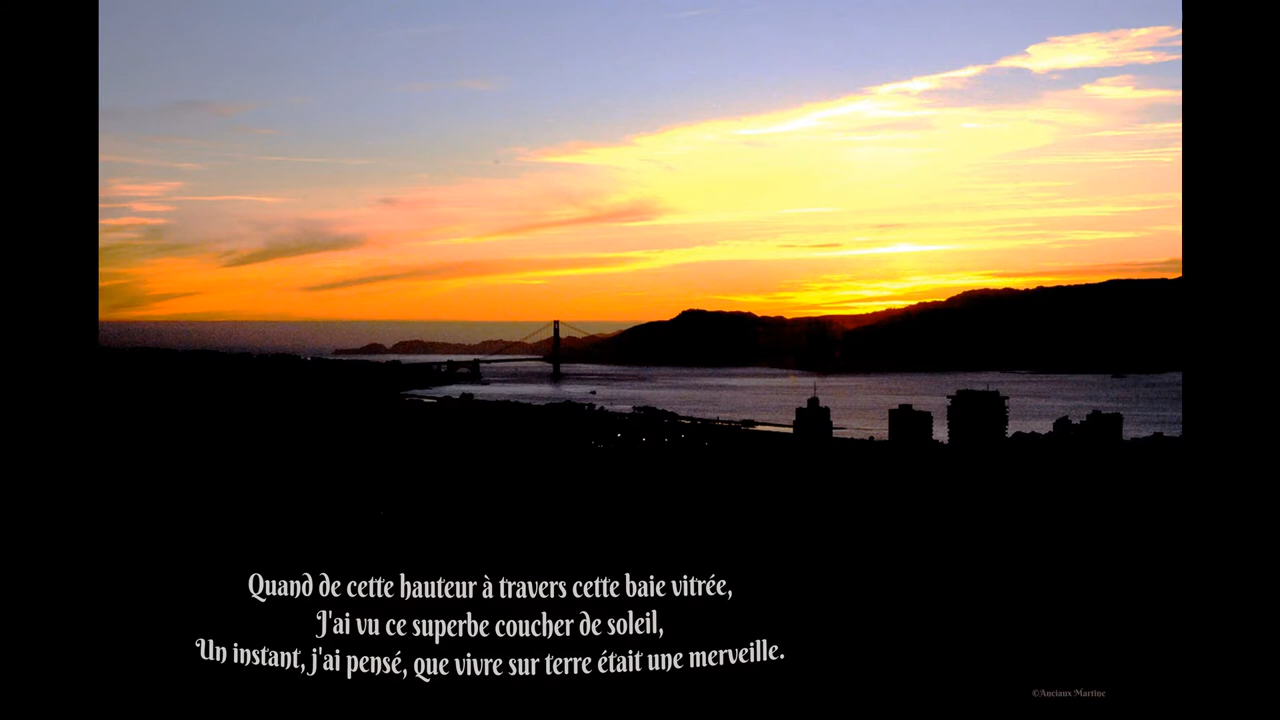 Quand de cette hauteur à travers cette baie vitrée,
J'ai vu ce superbe coucher de soleil,
Un instant, j'ai pensé, que vivre sur terre était une merveille.
©Anciaux Martine